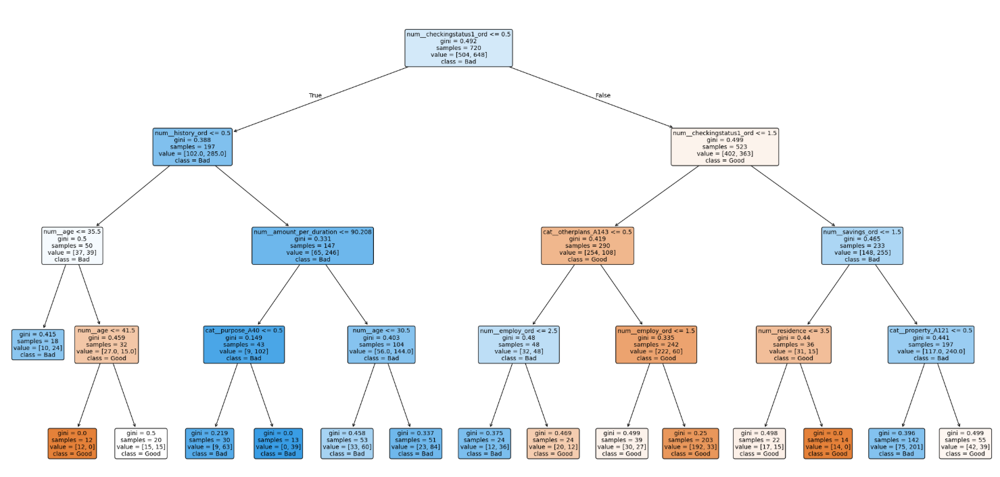 num__checkingstatus1_ord <= 0.5
gini = 0.492
samples = 720
value = [504, 648]
class = Bad
True
False
num__history_ord <= 0.5
gini = 0.388
samples = 197
value = [102.0, 285.0]
class = Bad
num__checkingstatus1_ord <= 1.5
gini = 0.499
samples = 523
value = [402, 363]
class = Good
num__age <= 35.5
gini = 0.5
samples = 50
value = [37, 39]
class = Bad
num__amount_per_duration <= 90.208
gini = 0.331
samples = 147
value = [65, 246]
class = Bad
cat__otherplans_A143 <= 0.5
gini = 0.419
samples = 290
value = [254, 108]
class = Good
num__savings_ord <= 1.5
gini = 0.465
samples = 233
value = [148, 255]
class = Bad
gini = 0.415
samples = 18
value = [10, 24]
class = Bad
num__age <= 41.5
gini = 0.459
samples = 32
value = [27.0, 15.0]
class = Good
cat__purpose_A40 <= 0.5
gini = 0.149
samples = 43
value = [9, 102]
class = Bad
num__age <= 30.5
gini = 0.403
samples = 104
value = [56.0, 144.0]
class = Bad
num__employ_ord <= 2.5
gini = 0.48
samples = 48
value = [32, 48]
class = Bad
num__employ_ord <= 1.5
gini = 0.335
samples = 242
value = [222, 60]
class = Good
num__residence <= 3.5
gini = 0.44
samples = 36
value = [31, 15]
class = Good
cat__property_A121 <= 0.5
gini = 0.441
samples = 197
value = [117.0, 240.0]
class = Bad
gini = 0.0
samples = 12
value = [12, 0]
class = Good
gini = 0.5
samples = 20
value = [15, 15]
class = Good
gini = 0.219
samples = 30
value = [9, 63]
class = Bad
gini = 0.0
samples = 13
value = [0, 39]
class = Bad
gini = 0.458
samples = 53
value = [33, 60]
class = Bad
gini = 0.337
samples = 51
value = [23, 84]
class = Bad
gini = 0.375
samples = 24
value = [12, 36]
class = Bad
gini = 0.469
samples = 24
value = [20, 12]
class = Good
gini = 0.499
samples = 39
value = [30, 27]
class = Good
gini = 0.25
samples = 203
value = [192, 33]
class = Good
gini = 0.498
samples = 22
value = [17, 15]
class = Good
gini = 0.0
samples = 14
value = [14, 0]
class = Good
gini = 0.396
samples = 142
value = [75, 201]
class = Bad
gini = 0.499
samples = 55
value = [42, 39]
class = Good